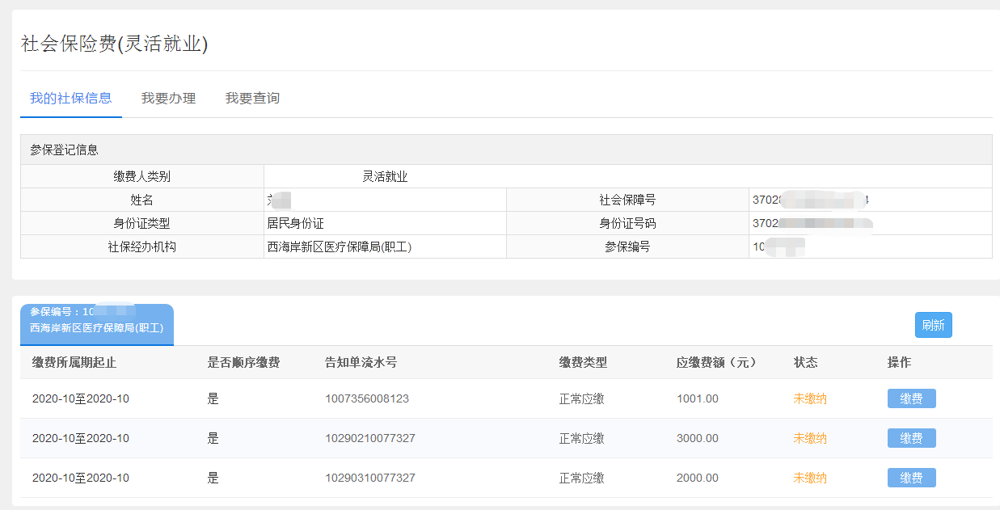 社会保险费(灵活就业)
我的社保信息 我要办理 我要查询
参保登记信息
缴费人类别 灵活就业
姓名 社会保障号 3702
身份证类型 居民身份证 身份证号码 3702
社保经办机构 西海岸新区医疗保障局(职工) 参保编号 10
参保编号：10
西海岸新区医疗保障局(职工)
刷新
缴费所属期起止 是否顺序缴费 告知单流水号 缴费类型 应缴费额（元） 状态 操作
2020-10至2020-10 是 1007356008123 正常应缴 1001.00 未缴纳 缴费
2020-10至2020-10 是 10290210077327 正常应缴 3000.00 未缴纳 缴费
2020-10至2020-10 是 10290310077327 正常应缴 2000.00 未缴纳 缴费